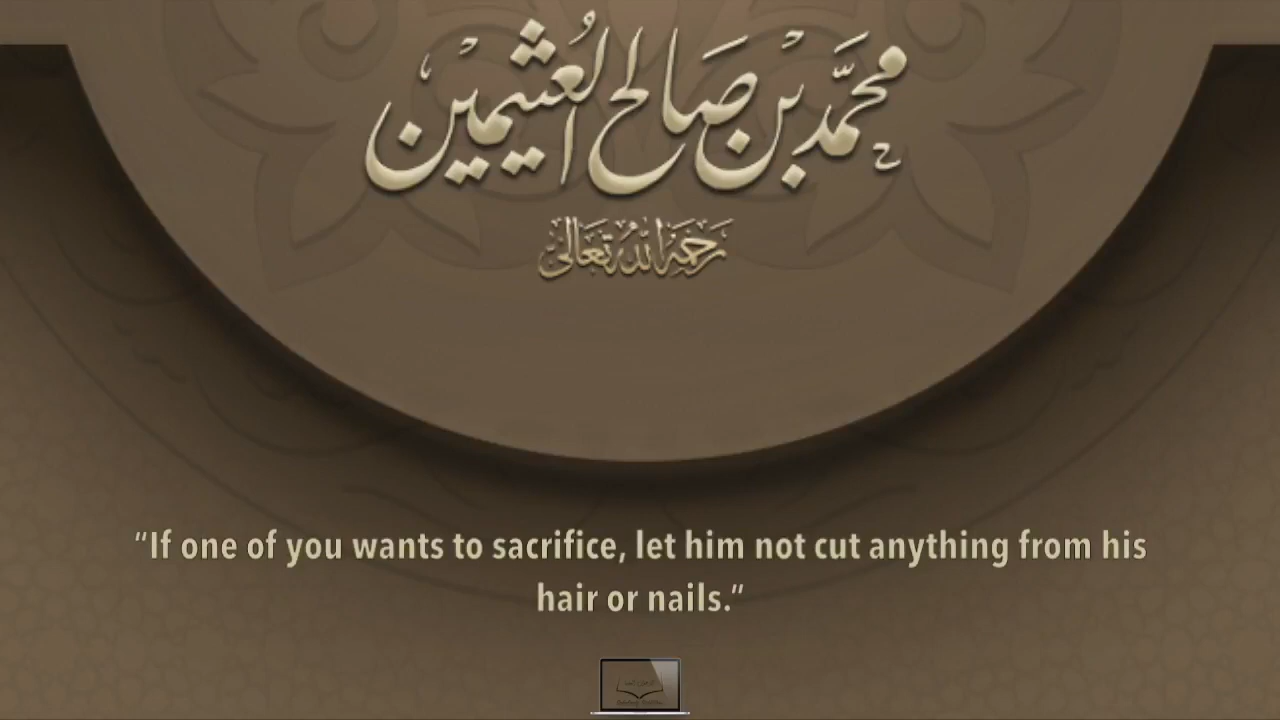 محمد بن صالح العثيمين
رحمه الله تعالى
“If one of you wants to sacrifice, let him not cut anything from his
hair or nails.”